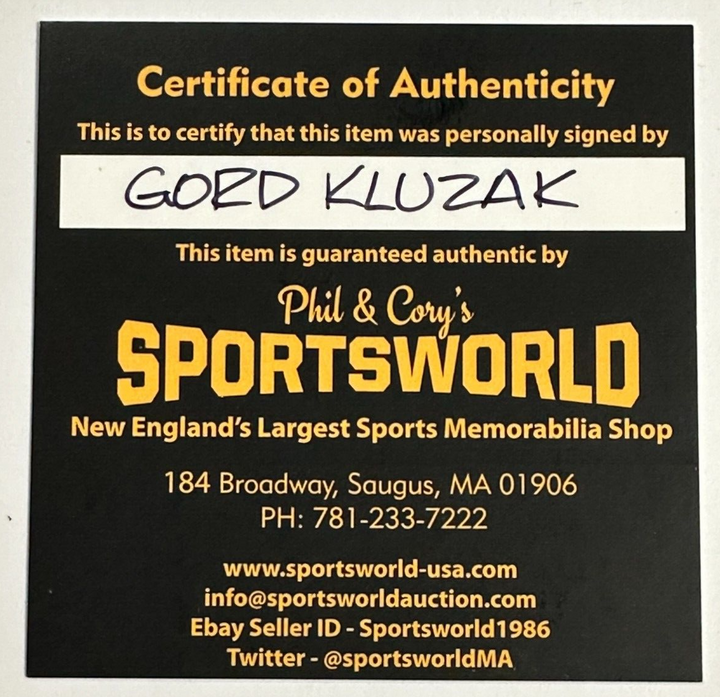 Certificate of Authenticity
This is to certify that this item was personally signed by
GORD KLUZAK
This item is guaranteed authentic by
Phil & Cory's
SPORTSWORLD
New England's Largest Sports Memorabilia Shop
184 Broadway, Saugus, MA 01906
PH: 781-233-7222
www.sportsworld-usa.com
info@sportsworldauction.com
Ebay Seller ID - Sportsworld1986
Twitter - @sportsworldMA